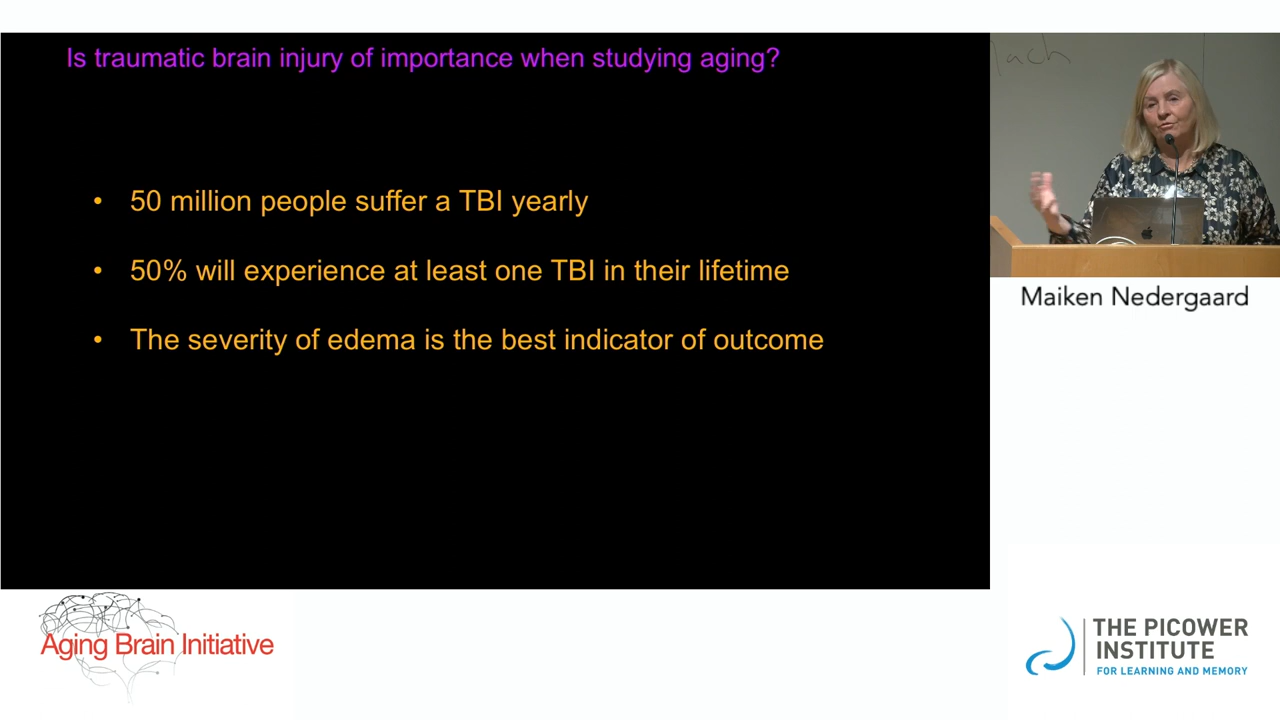 Is traumatic brain injury of importance when studying aging?
• 50 million people suffer a TBI yearly
• 50% will experience at least one TBI in their lifetime
• The severity of edema is the best indicator of outcome
Maiken Nedergaard
Aging Brain Initiative
THE PICOWER
INSTITUTE
FOR LEARNING AND MEMORY